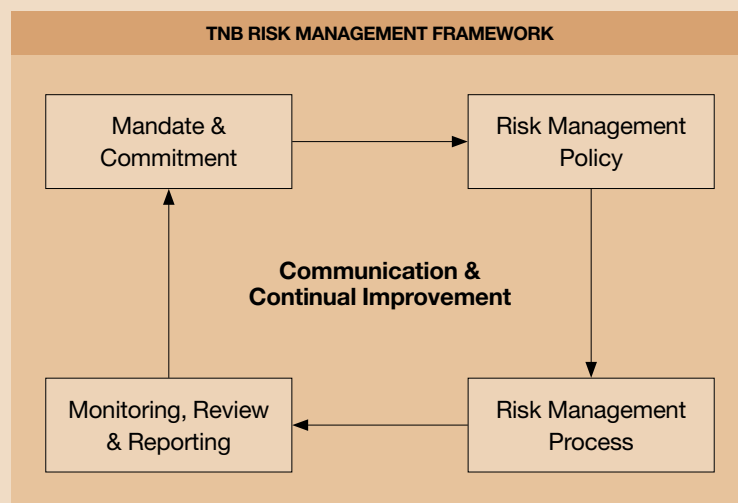 TNB RISK MANAGEMENT FRAMEWORK
Mandate &
Commitment
Risk Management
Policy
Communication &
Continual Improvement
Monitoring, Review
& Reporting
Risk Management
Process